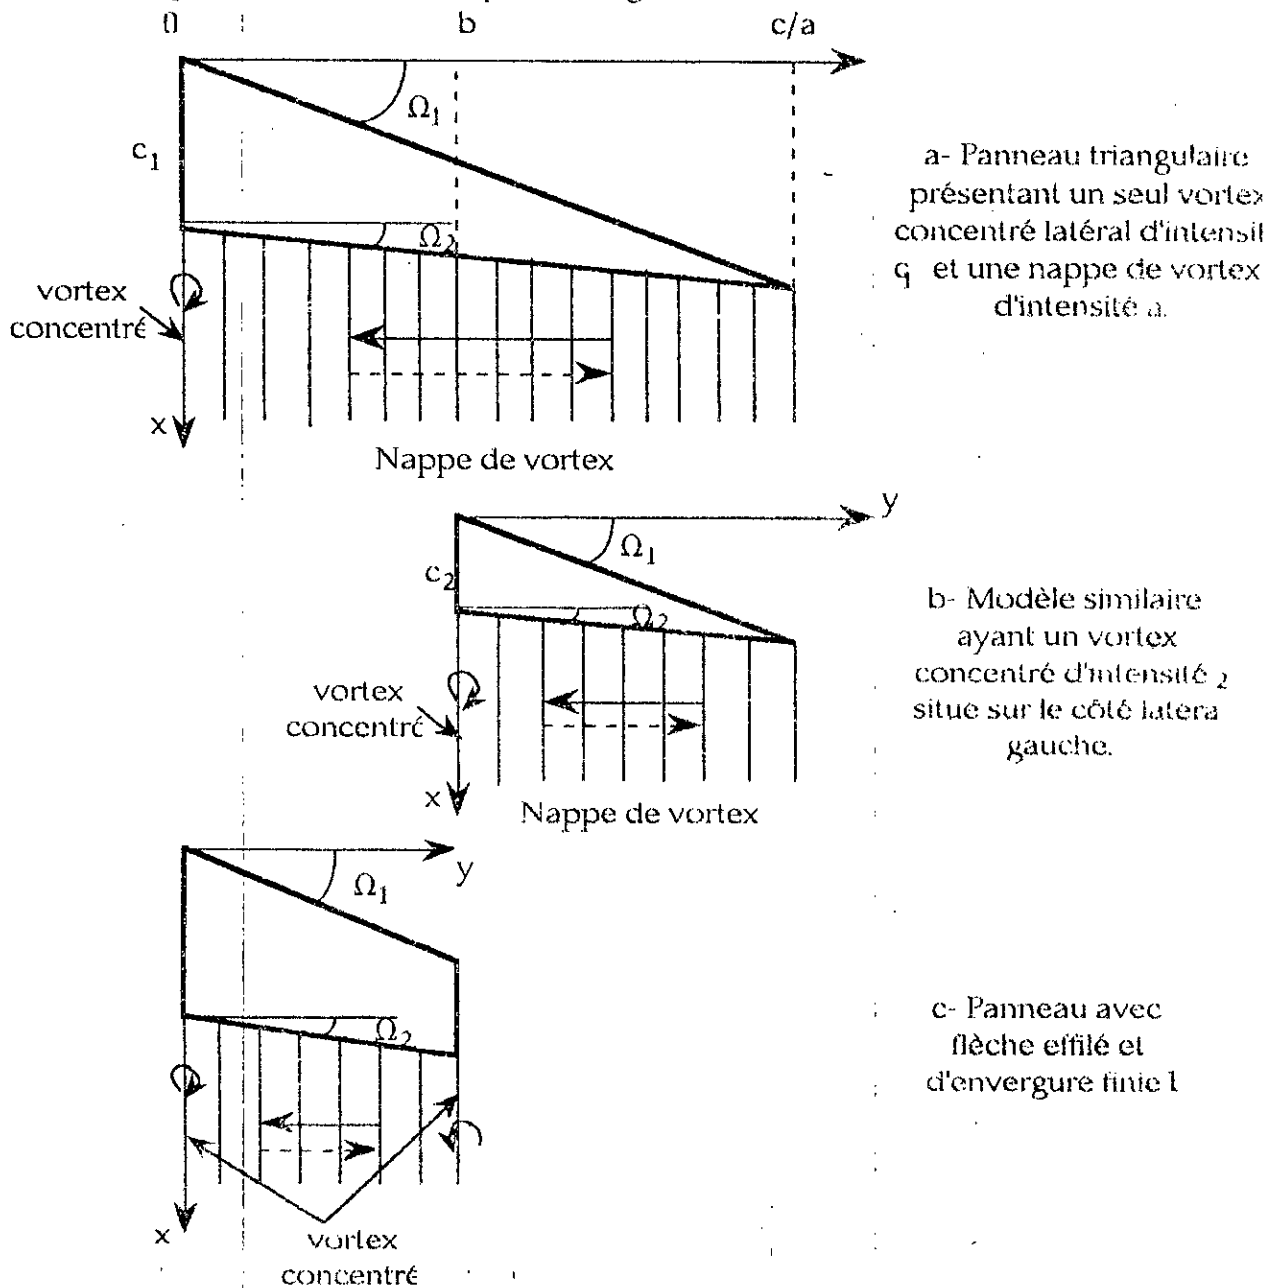 0 b c/a
Ω₁
c₁
Ω₂
a- Panneau triangulaire
présentant un seul vortex
concentré latéral d'intensit
q et une nappe de vortex
d'intensité a.
vortex
concentré
x
Nappe de vortex
y
Ω₁
c₂
Ω₂
b- Modèle similaire
ayant un vortex
concentré d'intensité ₂
situe sur le côté latera
gauche.
vortex
concentré
x
Nappe de vortex
y
Ω₁
Ω₂
c- Panneau avec
flèche effilé et
d'envergure finie l
x
vortex
concentré